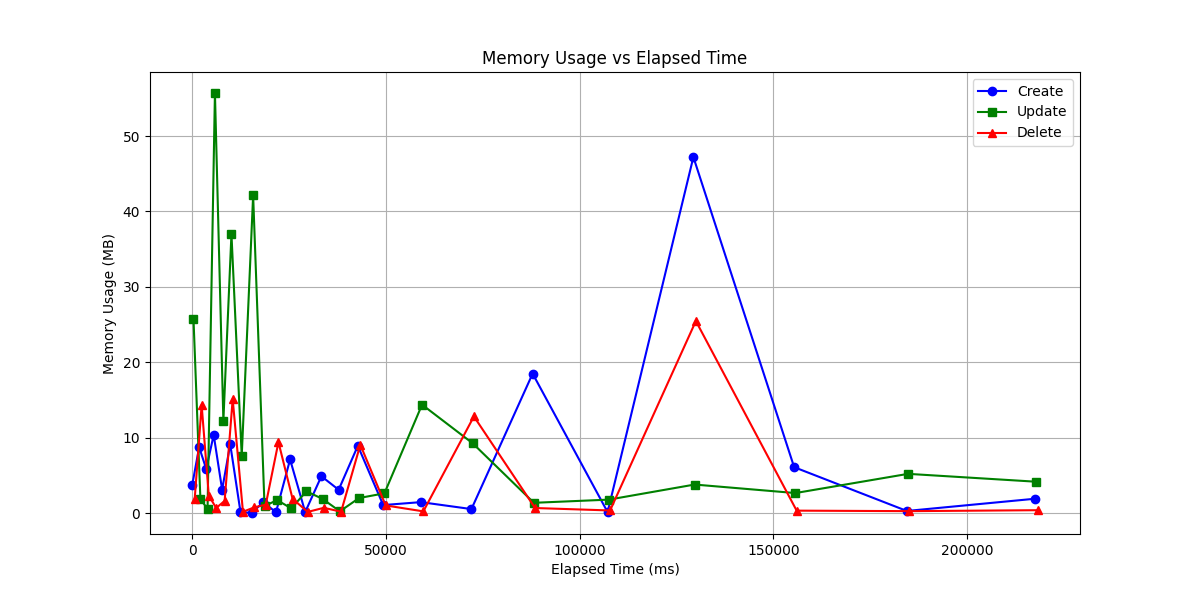 Memory Usage vs Elapsed Time
Create
Update
Delete
Memory Usage (MB)
50
40
30
20
10
0
0 50000 100000 150000 200000
Elapsed Time (ms)